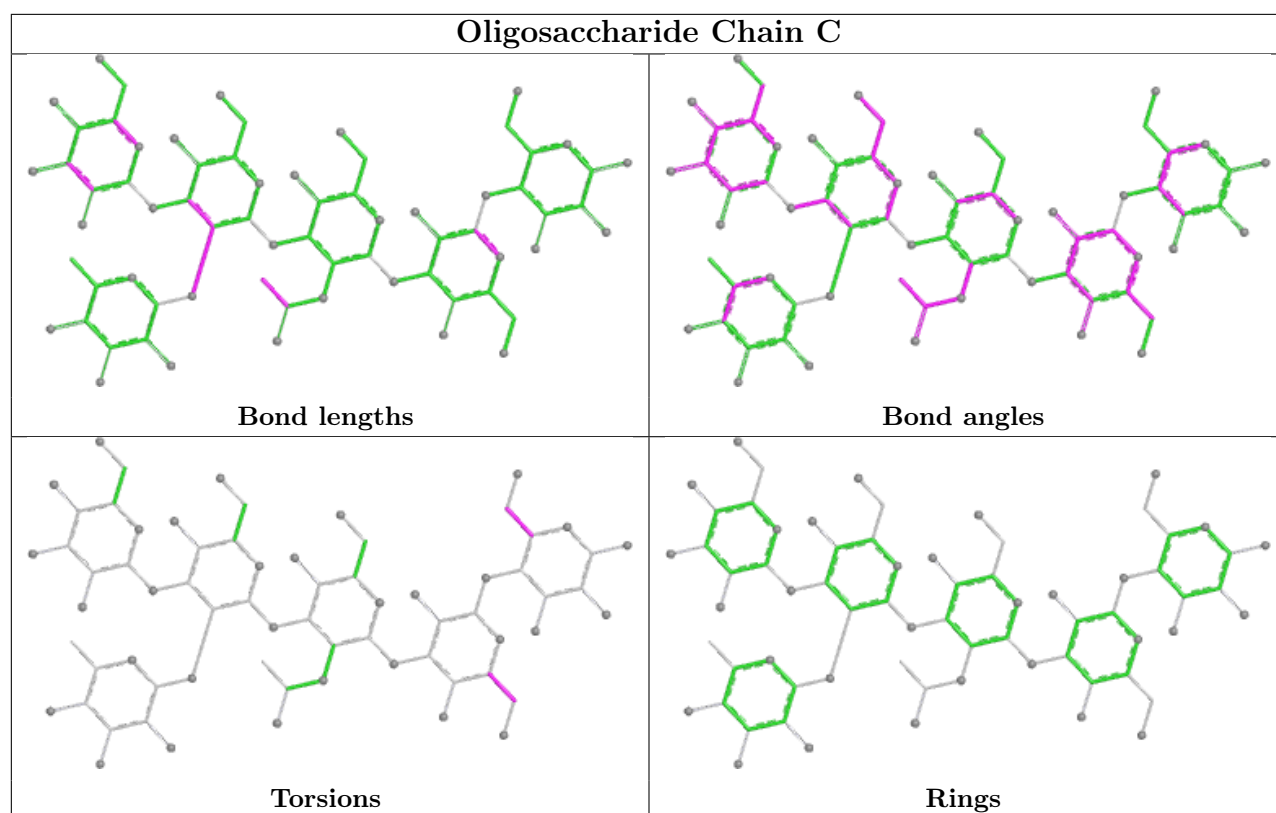 Oligosaccharide Chain C
Bond lengths
Bond angles
Torsions
Rings